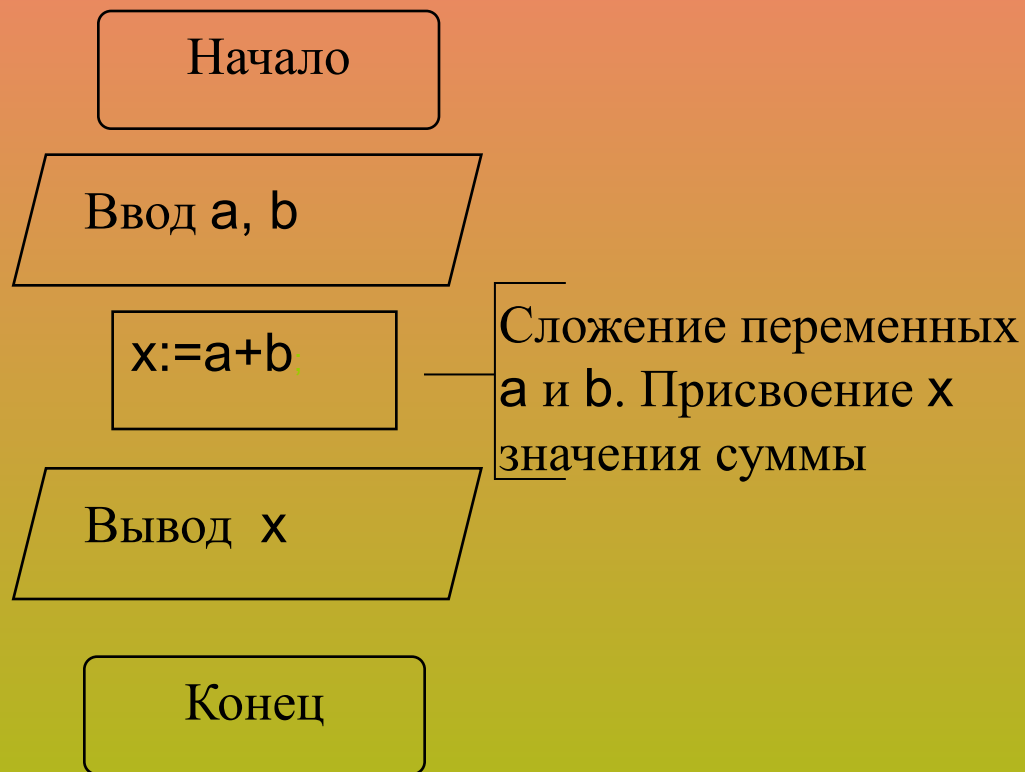 Начало
Ввод a, b
x:=a+b;
Сложение переменных
a и b. Присвоение x
значения суммы
Вывод x
Конец